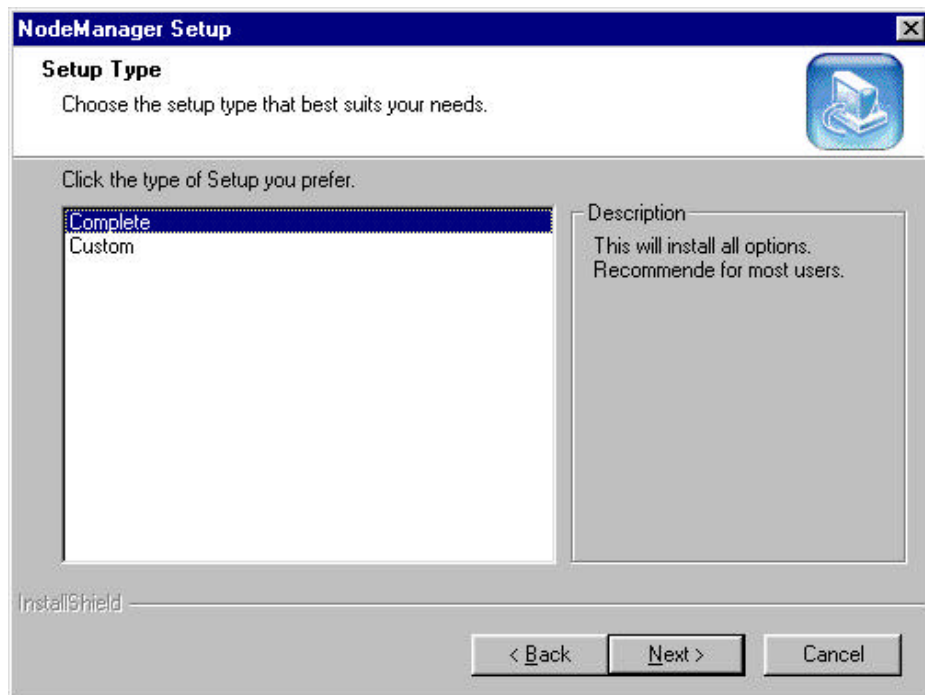 NodeManager Setup
Setup Type
Choose the setup type that best suits your needs.
Click the type of Setup you prefer.
Complete
Custom
Description
This will install all options.
Recommende for most users.
InstallShield
< Back
Next >
Cancel